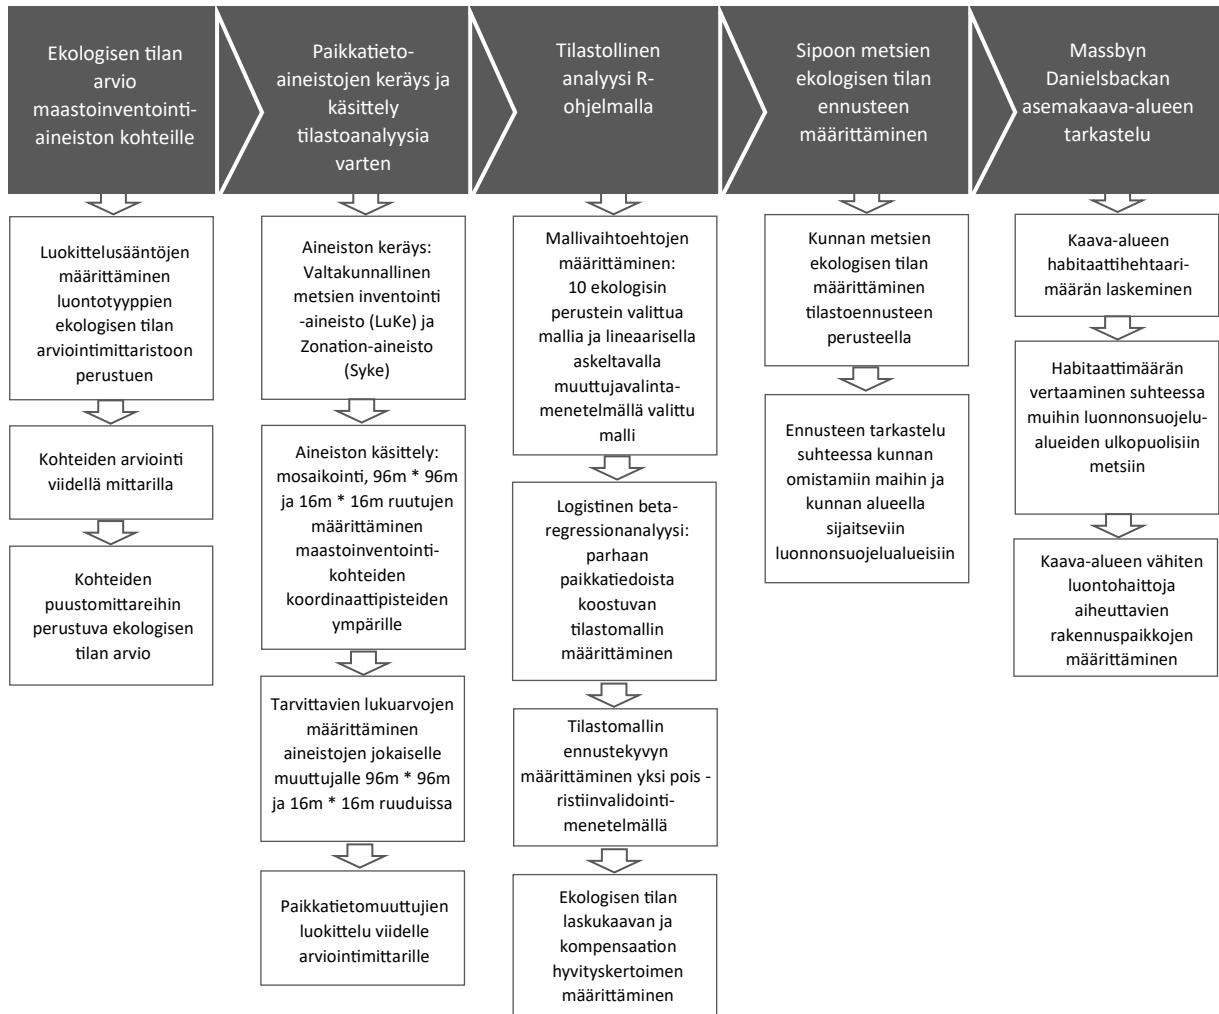 Ekologisen tilan
arvio
maastoinventointi-
aineiston kohteille
Luokittelusääntöjen
määrittäminen
luontotyyppien
ekologisen tilan
arviointimittaristoon
perustuen
Kohteiden arviointi
viidellä mittarilla
Kohteiden
puustomittareihin
perustuva ekologisen
tilan arvio
Paikkatieto-
aineistojen keräys ja
käsittely
tilastoanalyysia
varten
Aineiston keräys:
Valtakunnallinen
metsien inventointi
-aineisto (LuKe) ja
Zonation-aineisto
(Syke)
Aineiston käsittely:
mosaikointi, 96m * 96m
ja 16m * 16m ruutujen
määrittäminen
maastoinventointi-
kohteiden
koordinaattipisteiden
ympärille
Tarvittavien lukuarvojen
määrittäminen
aineistojen jokaiselle
muuttujalle 96m * 96m
ja 16m * 16m ruuduissa
Paikkatietomuuttujien
luokittelu viidelle
arviointimittarille
Tilastollinen
analyysi R-
ohjelmalla
Mallivaihtoehtojen
määrittäminen:
10 ekologisin
perustein valittua
mallia ja lineaarisella
askeltavalla
muuttujavalinta-
menetelmällä valittu
malli
Logistinen beta-
regressionanalyysi:
parhaan
paikkatiedoista
koostuvan
tilastomallin
määrittäminen
Tilastomallin
ennustekyvyn
määrittäminen yksi pois -
ristiinvalidointi-
menetelmällä
Ekologisen tilan
laskukaavan ja
kompensaation
hyvityskertoimen
määrittäminen
Sipoon metsien
ekologisen tilan
ennusteen
määrittäminen
Kunnan metsien
ekologisen tilan
määrittäminen
tilastoennusteen
perusteella
Ennusteen tarkastelu
suhteessa kunnan
omistamiin maihin ja
kunnan alueella
sijaitseviin
luonnonsuojelualueisiin
Massbyn
Danielsbackan
asemakaava-alueen
tarkastelu
Kaava-alueen
habitaattihehtaari-
määrän laskeminen
Habitaattimäärän
vertaaminen suhteessa
muihin luonnonsuojelu-
alueiden ulkopuolisiin
metsiin
Kaava-alueen vähiten
luontohaittoja
aiheuttavien
rakennuspaikkojen
määrittäminen